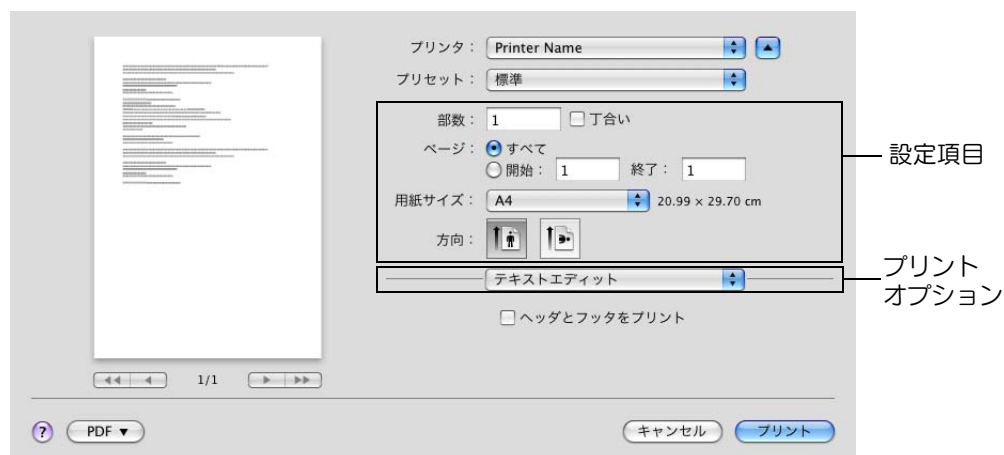 プリンタ： Printer Name
プリセット： 標準
部数： 1 丁合い
ページ： すべて
開始： 1 終了： 1
用紙サイズ： A4 20.99 × 29.70 cm
方向：
テキストエディット
ヘッダとフッタをプリント
設定項目
プリント
オプション
1/1
? PDF ▼ キャンセル プリント